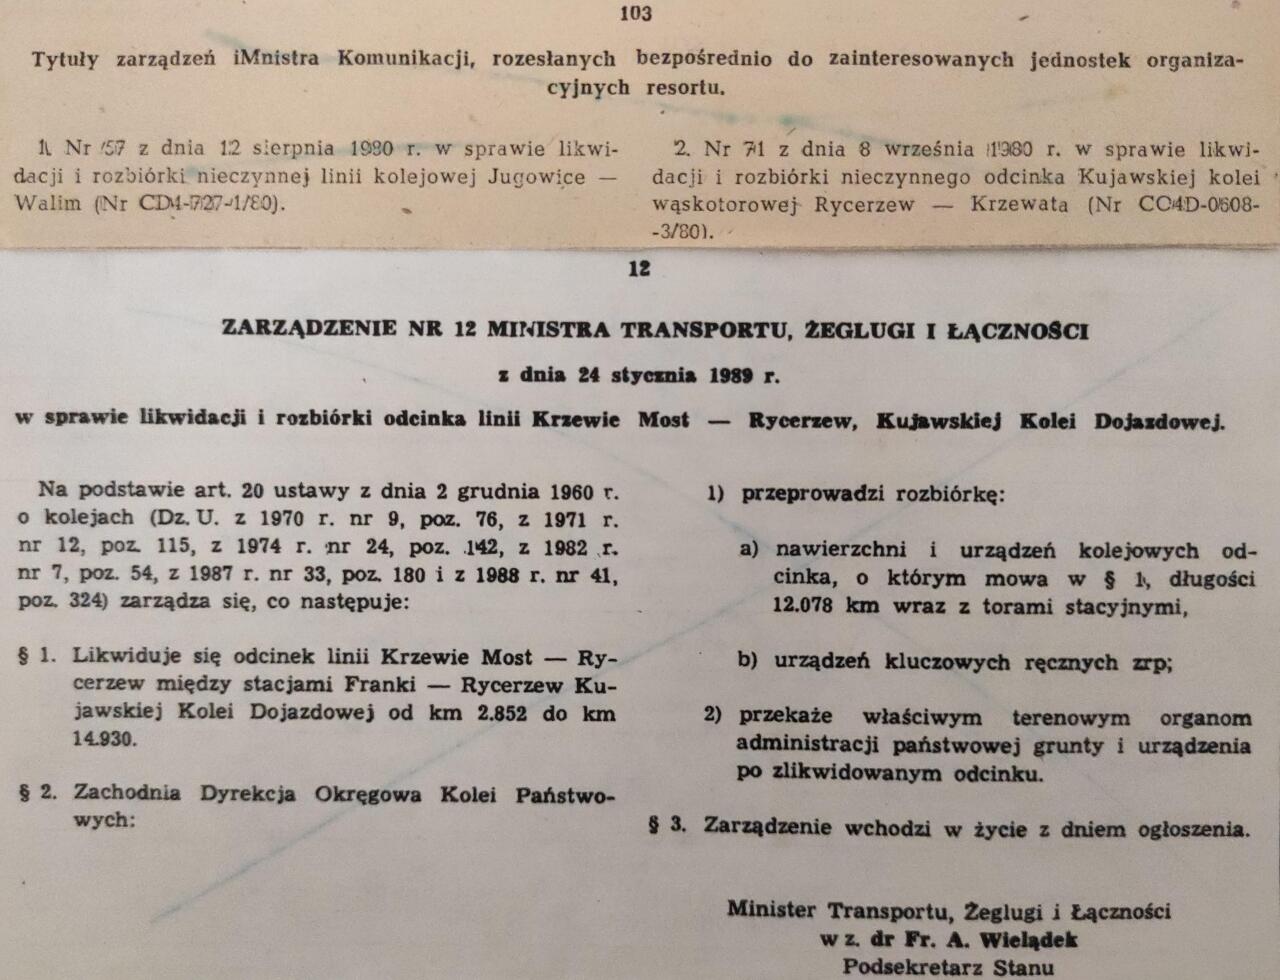 103
Tytuły zarządzeń iMnistra Komunikacji, rozesłanych bezpośrednio do zainteresowanych jednostek organiza-
cyjnych resortu.
1. Nr 57 z dnia 12 sierpnia 1980 r. w sprawie likwi-
dacji i rozbiórki nieczynnej linii kolejowej Jugowice —
Walim (Nr CD4-727-1/80).
2. Nr 71 z dnia 8 września 1980 r. w sprawie likwi-
dacji i rozbiórki nieczynnego odcinka Kujawskiej kolei
wąskotorowej Rycerzew — Krzewata (Nr CC4D-0608-
-3/80).
12
ZARZĄDZENIE NR 12 MINISTRA TRANSPORTU, ŻEGLUGI I ŁĄCZNOŚCI
z dnia 24 stycznia 1989 r.
w sprawie likwidacji i rozbiórki odcinka linii Krzewie Most — Rycerzew, Kujawskiej Kolei Dojazdowej.
Na podstawie art. 20 ustawy z dnia 2 grudnia 1960 r.
o kolejach (Dz. U. z 1970 r. nr 9, poz. 76, z 1971 r.
nr 12, poz. 115, z 1974 r. nr 24, poz. 142, z 1982 r.
nr 7, poz. 54, z 1987 r. nr 33, poz. 180 i z 1988 r. nr 41,
poz. 324) zarządza się, co następuje:
§ 1. Likwiduje się odcinek linii Krzewie Most — Ry-
cerzew między stacjami Franki — Rycerzew Ku-
jawskiej Kolei Dojazdowej od km 2.852 do km
14.930.
§ 2. Zachodnia Dyrekcja Okręgowa Kolei Państwo-
wych:
1) przeprowadzi rozbiórkę:
a) nawierzchni i urządzeń kolejowych od-
cinka, o którym mowa w § 1, długości
12.078 km wraz z torami stacyjnymi,
b) urządzeń kluczowych ręcznych zrp;
2) przekaże właściwym terenowym organom
administracji państwowej grunty i urządzenia
po zlikwidowanym odcinku.
§ 3. Zarządzenie wchodzi w życie z dniem ogłoszenia.
Minister Transportu, Żeglugi i Łączności
w z. dr Fr. A. Wielądek
Podsekretarz Stanu